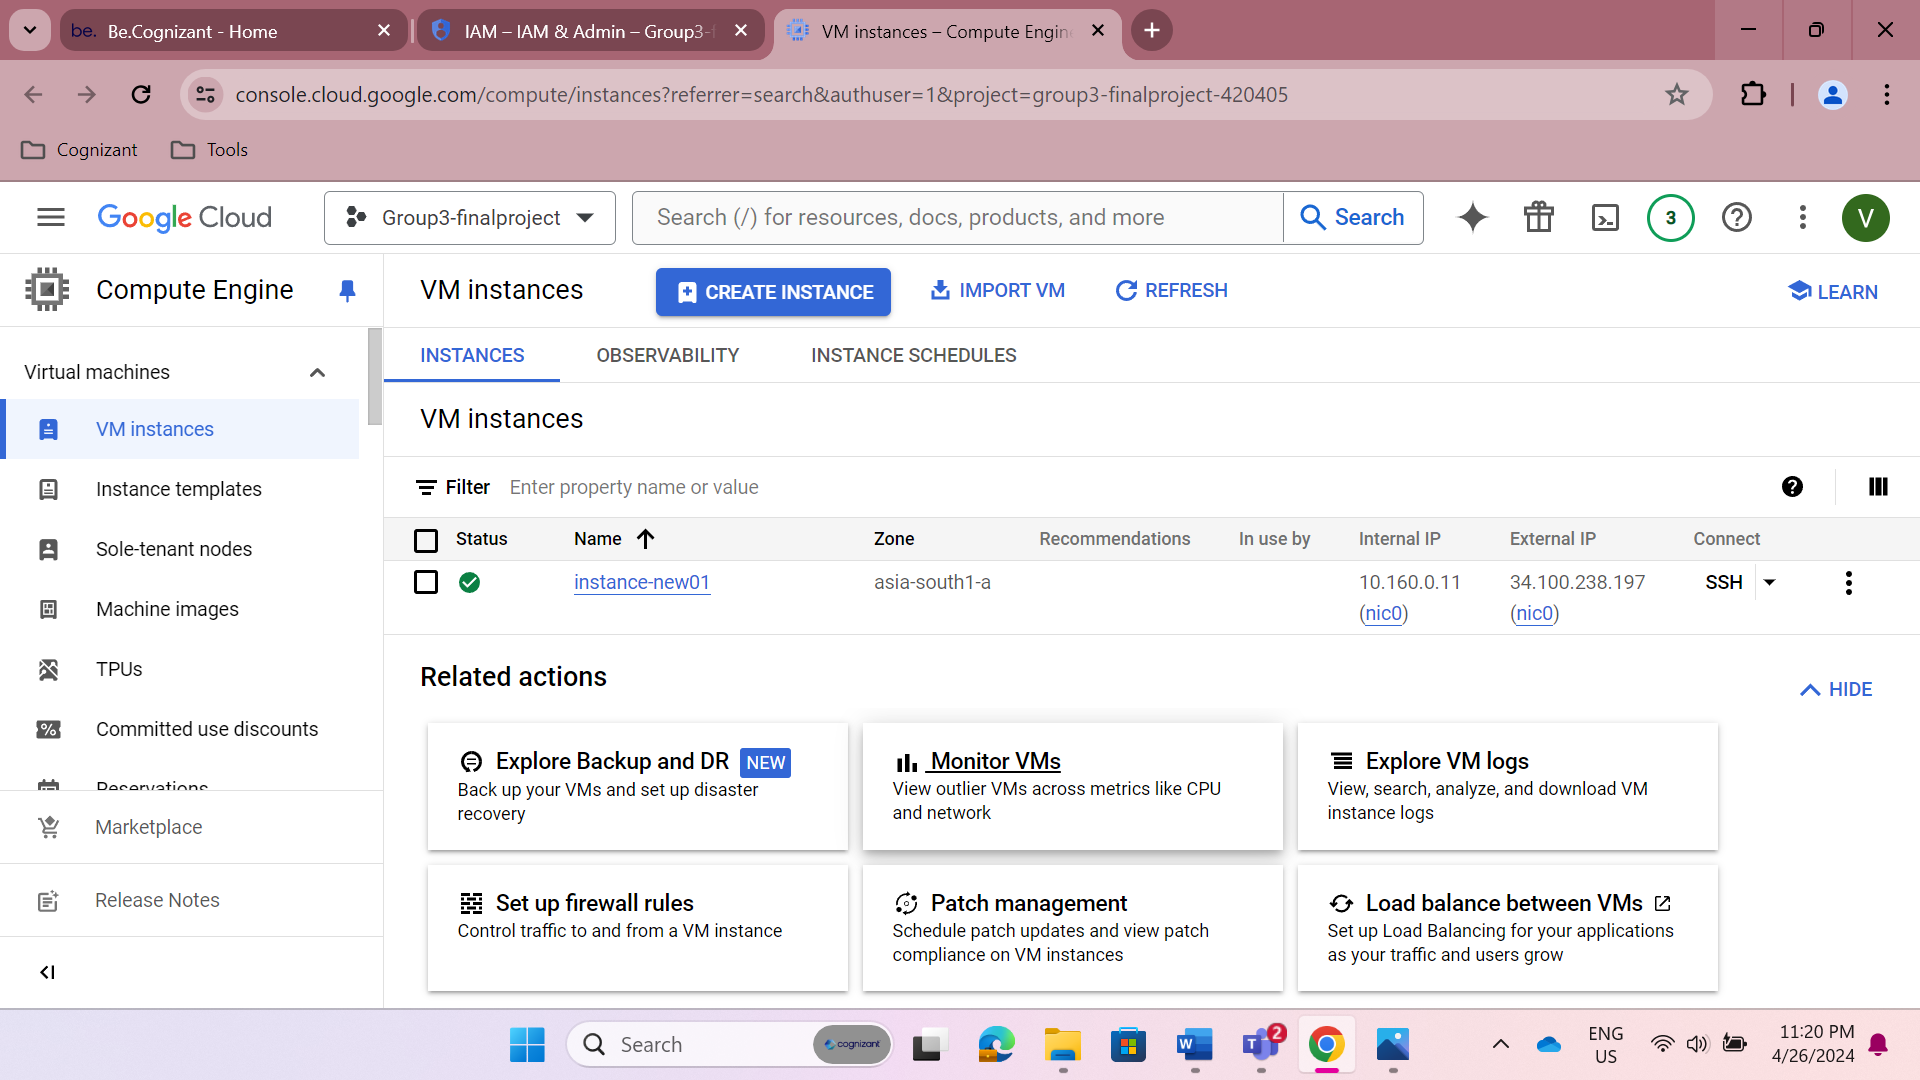 be. Be.Cognizant - Home
IAM – IAM & Admin – Group3-f
VM instances – Compute Engine
console.cloud.google.com/compute/instances?referrer=search&authuser=1&project=group3-finalproject-420405
Cognizant
Tools
Google Cloud
Group3-finalproject
Search (/) for resources, docs, products, and more
Search
3
V
Compute Engine
VM instances
CREATE INSTANCE
IMPORT VM
REFRESH
LEARN
Virtual machines
VM instances
Instance templates
Sole-tenant nodes
Machine images
TPUs
Committed use discounts
Reservations
Marketplace
Release Notes
INSTANCES
OBSERVABILITY
INSTANCE SCHEDULES
VM instances
Filter Enter property name or value
Status Name Zone Recommendations In use by Internal IP External IP Connect
instance-new01 asia-south1-a 10.160.0.11 34.100.238.197 SSH
(nic0) (nic0)
Related actions
HIDE
Explore Backup and DR NEW
Back up your VMs and set up disaster
recovery
Monitor VMs
View outlier VMs across metrics like CPU
and network
Explore VM logs
View, search, analyze, and download VM
instance logs
Set up firewall rules
Control traffic to and from a VM instance
Patch management
Schedule patch updates and view patch
compliance on VM instances
Load balance between VMs
Set up Load Balancing for your applications
as your traffic and users grow
Search
cognizant
W
T
2
ENG
US
11:20 PM
4/26/2024